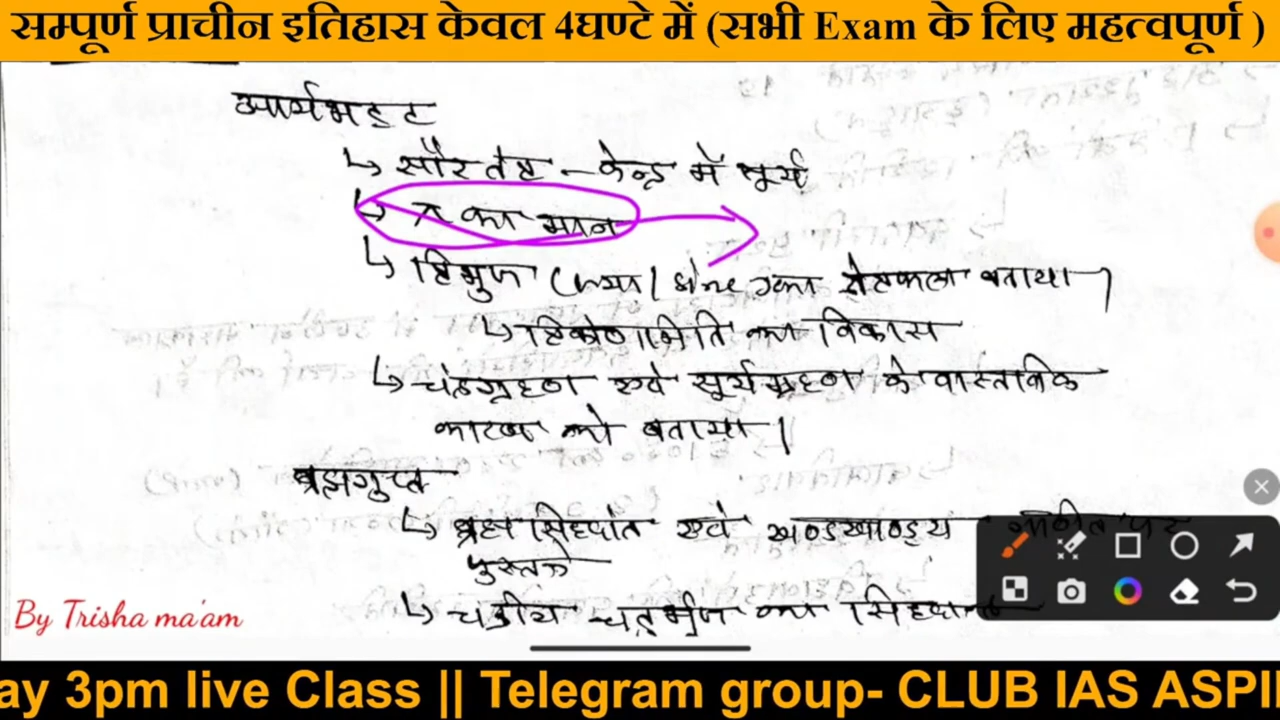 सम्पूर्ण प्राचीन इतिहास केवल 4घण्टे में (सभी Exam के लिए महत्वपूर्ण )
आर्यभट्ट
↳ सौर तंत्र – केन्द्र में सूर्य
↳ π का मान
↳ त्रिभुज (ज्या / sine) का क्षेत्रफल बताया।
↳ त्रिकोणमिति का विकास
↳ चंद्रग्रहण एवं सूर्यग्रहण के वास्तविक
कारण को बताया।
ब्रह्मगुप्त
↳ ब्रह्म सिद्धांत एवं खण्डखाण्ड्य
पुस्तक
↳ चक्रीय चतुर्भुज का
By Trisha ma'am
ay 3pm live Class || Telegram group- CLUB IAS ASPI